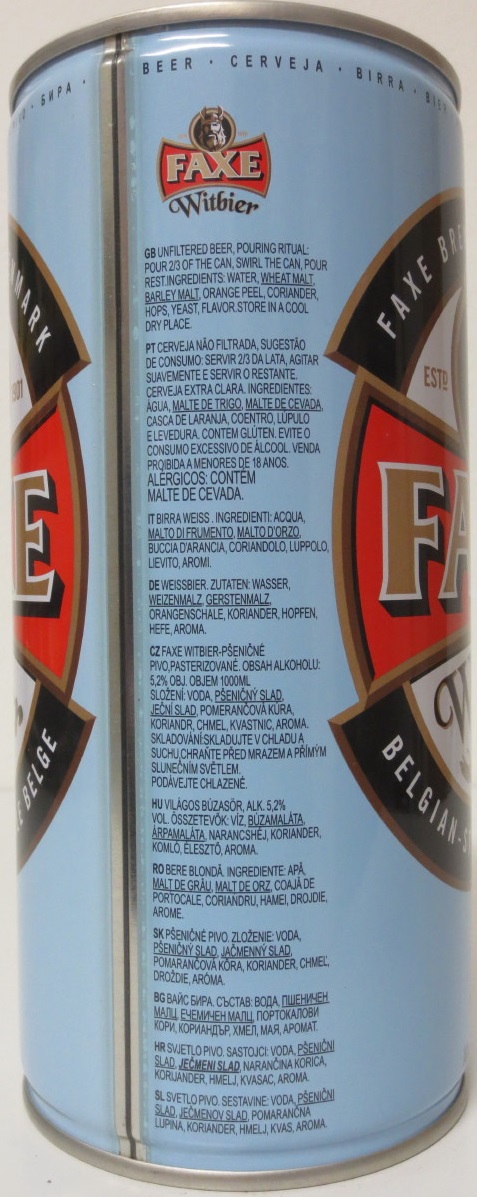 БИРА · BEER · CERVEJA · BIRRA ·
FAXE
Witbier
GB UNFILTERED BEER, POURING RITUAL:
POUR 2/3 OF THE CAN, SWIRL THE CAN, POUR
REST.INGREDIENTS: WATER, WHEAT MALT,
BARLEY MALT, ORANGE PEEL, CORIANDER,
HOPS, YEAST, FLAVOR.STORE IN A COOL
DRY PLACE.
PT CERVEJA NÃO FILTRADA, SUGESTÃO
DE CONSUMO: SERVIR 2/3 DA LATA, AGITAR
SUAVEMENTE E SERVIR O RESTANTE.
CERVEJA EXTRA CLARA. INGREDIENTES:
ÁGUA, MALTE DE TRIGO, MALTE DE CEVADA,
CASCA DE LARANJA, COENTRO, LÚPULO
E LEVEDURA. CONTEM GLÚTEN. EVITE O
CONSUMO EXCESSIVO DE ÁLCOOL. VENDA
PROIBIDA A MENORES DE 18 ANOS.
ALÉRGICOS: CONTÉM
MALTE DE CEVADA.
IT BIRRA WEISS . INGREDIENTI: ACQUA,
MALTO DI FRUMENTO, MALTO D'ORZO,
BUCCIA D'ARANCIA, CORIANDOLO, LUPPOLO,
LIEVITO, AROMI.
DE WEISSBIER. ZUTATEN: WASSER,
WEIZENMALZ, GERSTENMALZ,
ORANGENSCHALE, KORIANDER, HOPFEN,
HEFE, AROMA.
CZ FAXE WITBIER-PŠENIČNÉ
PIVO,PASTERIZOVANÉ. OBSAH ALKOHOLU:
5,2% OBJ. OBJEM 1000ML
SLOŽENÍ: VODA, PŠENIČNÝ SLAD,
JEČNÍ SLAD, POMERANČOVÁ KŮRA,
KORIANDR, CHMEL, KVASTNIC, AROMA.
SKLADOVÁNÍ:SKLADUJTE V CHLADU A
SUCHU,CHRAŇTE PŘED MRAZEM A PŘÍMÝM
SLUNEČNÍM SVĚTLEM.
PODÁVEJTE CHLAZENÉ.
HU VILÁGOS BÚZASÖR, ALK. 5,2%
VOL. ÖSSZETEVŐK: VÍZ, BÚZAMALÁTA,
ÁRPAMALÁTA, NARANCSHÉJ, KORIANDER,
KOMLÓ, ÉLESZTŐ, AROMA.
RO BERE BLONDĂ. INGREDIENTE: APĂ,
MALT DE GRÂU, MALT DE ORZ, COAJĂ DE
PORTOCALE, CORIANDRU, HAMEI, DROJDIE,
AROME.
SK PŠENIČNÉ PIVO. ZLOŽENIE: VODA,
PŠENIČNÝ SLAD, JAČMENNÝ SLAD,
POMARANČOVÁ KÔRA, KORIANDER, CHMEĽ,
DROŽDIE, ARÓMA.
BG ВАЙС БИРА. СЪСТАВ: ВОДА, ПШЕНИЧЕН
МАЛЦ, ЕЧЕМИЧЕН МАЛЦ, ПОРТОКАЛОВИ
КОРИ, КОРИАНДЪР, ХМЕЛ, МАЯ, АРОМАТ.
HR SVJETLO PIVO. SASTOJCI: VODA, PŠENIČNI
SLAD, JEČMENI SLAD, NARANČINA KORICA,
KORIJANDER, HMELJ, KVASAC, AROMA.
SL SVETLO PIVO. SESTAVINE: VODA, PŠENIČNI
SLAD, JEČMENOV SLAD, POMARANČNA
LUPINA, KORIANDER, HMELJ, KVAS, AROMA.
FAXE BRE
ESTD
FA
W
BELGIAN-S
MARK
E
BELGE